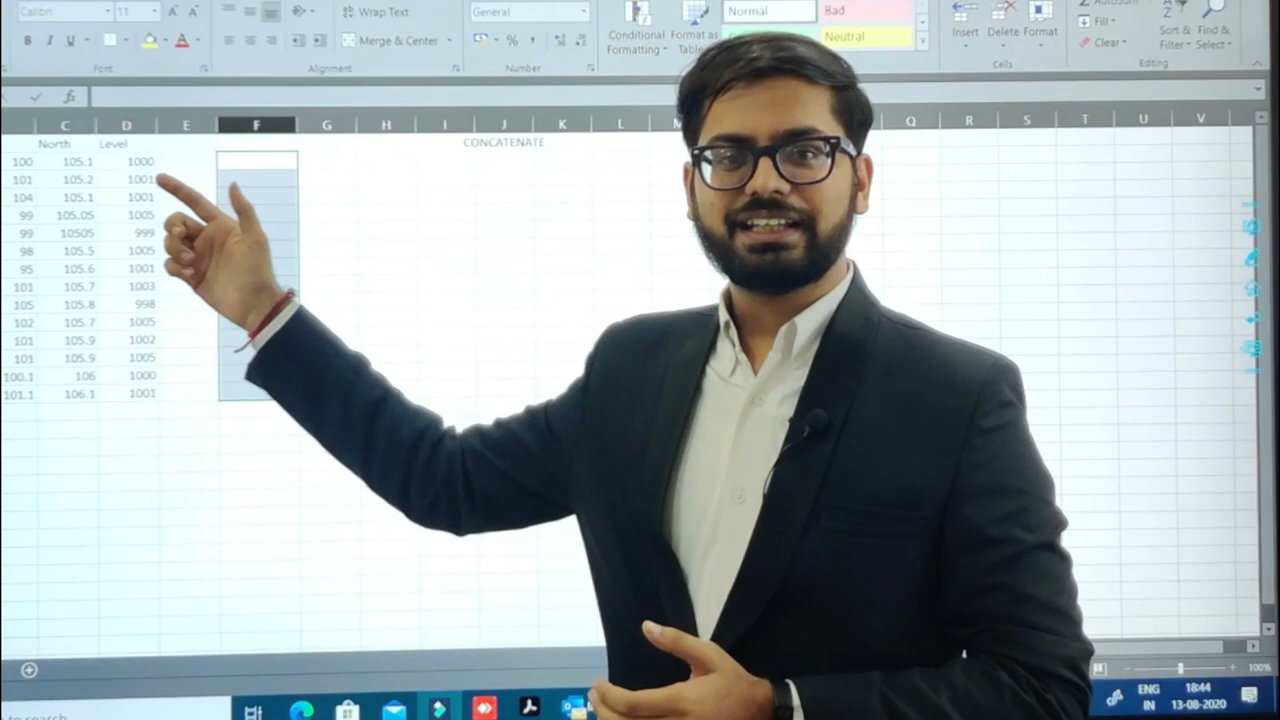 Calibri 11 A A Wrap Text General Normal Bad AutoSum
B I U A Merge & Center % Conditional Formatting Format as Table Neutral Insert Delete Format Fill Clear Sort & Filter Find & Select
Font Alignment Number Cells Editing
fx
C D E F G H I J K L Q R S T U V
North Level CONCATENATE
100 105.1 1000
101 105.2 1001
104 105.1 1001
99 105.05 1005
99 10505 999
98 105.5 1005
95 105.6 1001
101 105.7 1003
105 105.8 998
102 105.7 1005
101 105.9 1002
101 105.9 1005
100.1 106 1000
101.1 106.1 1001
100%
to search ENG 18:44
IN 13-08-2020